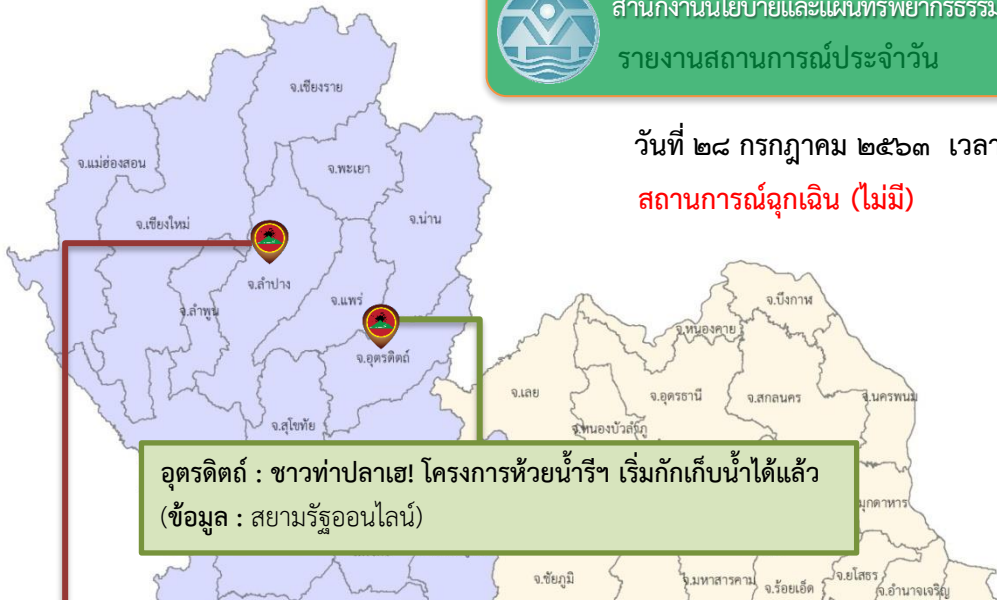 สำนักงานนโยบายและแผนทรัพยากรธรรม
รายงานสถานการณ์ประจำวัน
วันที่ ๒๘ กรกฎาคม ๒๕๖๓ เวลา
สถานการณ์ฉุกเฉิน (ไม่มี)
จ.เชียงราย
จ.แม่ฮ่องสอน
จ.พะเยา
จ.เชียงใหม่
จ.น่าน
จ.ลำปาง
จ.แพร่
จ.ลำพูน
จ.อุตรดิตถ์
จ.สุโขทัย
จ.บึงกาฬ
จ.หนองคาย
จ.เลย
จ.อุดรธานี
จ.สกลนคร
จ.นครพนม
จ.หนองบัวลำภู
อุตรดิตถ์ : ชาวท่าปลาเฮ! โครงการห้วยน้ำรีฯ เริ่มกักเก็บน้ำได้แล้ว
(ข้อมูล : สยามรัฐออนไลน์)
มุกดาหาร
จ.ชัยภูมิ
จ.มหาสารคาม
จ.ร้อยเอ็ด
จ.ยโสธร
จ.อำนาจเจริญ